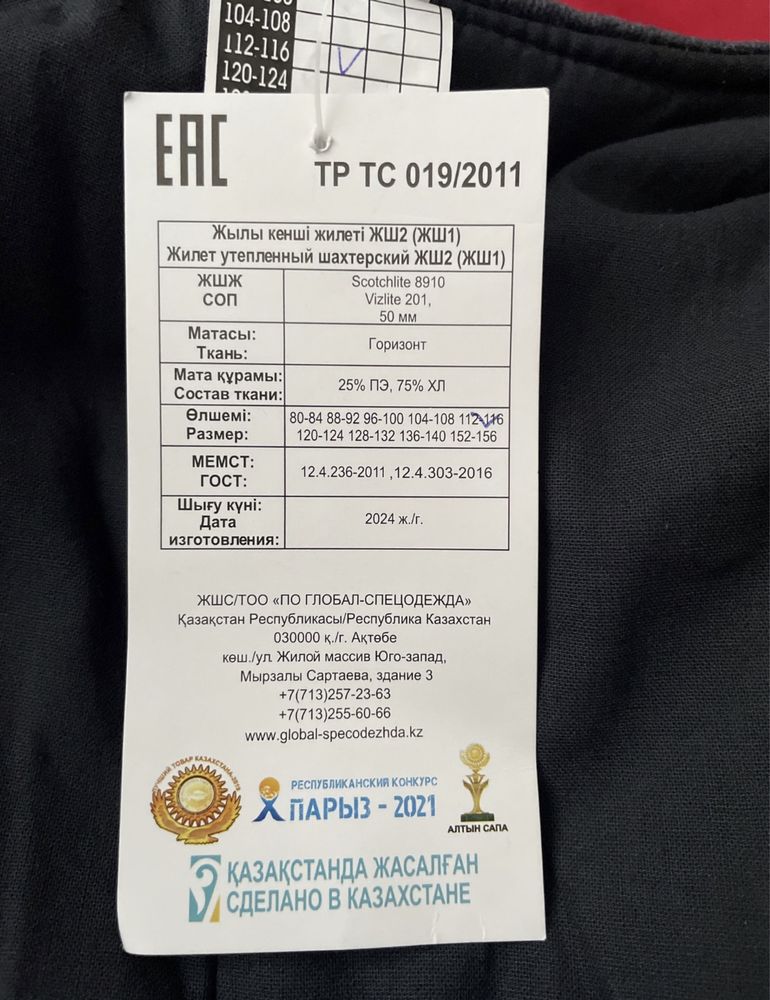 104-108
112-116
120-124
EAC
ТР ТС 019/2011
Жылы кенші жилеті ЖШ2 (ЖШ1)
Жилет утепленный шахтерский ЖШ2 (ЖШ1)
ЖШЖ
СОП
Scotchlite 8910
Vizlite 201,
50 мм
Матасы:
Ткань:
Горизонт
Мата құрамы:
Состав ткани:
25% ПЭ, 75% ХЛ
Өлшемі:
Размер:
80-84 88-92 96-100 104-108 112-116
120-124 128-132 136-140 152-156
МЕМСТ:
ГОСТ:
12.4.236-2011 ,12.4.303-2016
Шығу күні:
Дата
изготовления:
2024 ж./г.
ЖШС/ТОО «ПО ГЛОБАЛ-СПЕЦОДЕЖДА»
Қазақстан Республикасы/Республика Казахстан
030000 қ./г. Ақтөбе
көш./ул. Жилой массив Юго-запад,
Мырзалы Сартаева, здание 3
+7(713)257-23-63
+7(713)255-60-66
www.global-specodezhda.kz
ЛУЧШИЙ ТОВАР КАЗАХСТАНА-2019
РЕСПУБЛИКАНСКИЙ КОНКУРС
ПАРЫЗ - 2021
АЛТЫН САПА
ҚАЗАҚСТАНДА ЖАСАЛҒАН
СДЕЛАНО В КАЗАХСТАНЕ